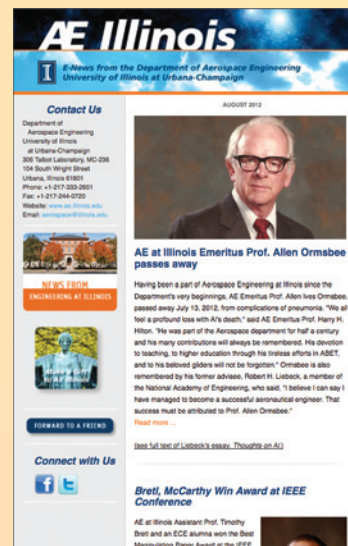 Æ Illinois
I
E-News from the Department of Aerospace Engineering
University of Illinois at Urbana-Champaign
Contact Us
Department of
Aerospace Engineering
University of Illinois
at Urbana-Champaign
306 Talbot Laboratory, MC-236
104 South Wright Street
Urbana, Illinois 61801
Phone: +1-217-333-2651
Fax: +1-217-244-0720
Website: www.ae.illinois.edu
Email: aerospace@illinois.edu
NEWS FROM
ENGINEERING AT ILLINOIS
Make a Gift
to AE Illinois
FORWARD TO A FRIEND
Connect with Us
f t
AUGUST 2012
AE at Illinois Emeritus Prof. Allen Ormsbee
passes away
Having been a part of Aerospace Engineering at Illinois since the
Department's very beginnings, AE Emeritus Prof. Allen Ives Ormsbee,
passed away July 13, 2012, from complications of pneumonia. "We all
feel a profound loss with Al's death," said AE Emeritus Prof. Harry H.
Hilton. "He was part of the Aerospace department for half a century
and his many contributions will always be remembered. His devotion
to teaching, to higher education through his tireless efforts in ABET,
and to his beloved gliders will not be forgotten." Ormsbee is also
remembered by his former advisee, Robert H. Liebeck, a member of
the National Academy of Engineering, who said, "I believe I can say I
have managed to become a successful aeronautical engineer. That
success must be attributed to Prof. Allen Ormsbee."
Read more ...
(see full text of Liebeck's essay, Thoughts on Al.)
Bretl, McCarthy Win Award at IEEE
Conference
AE at Illinois Assistant Prof. Timothy
Bretl and an ECE alumna won the Best
Manipulation Paper Award at the IEEE